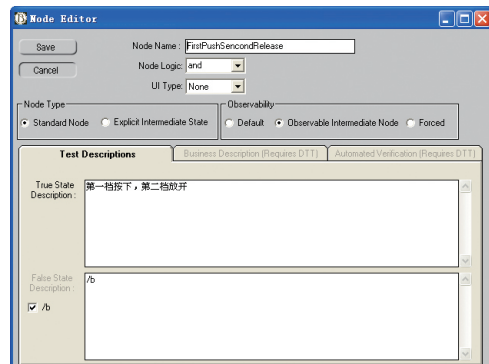 Node Editor
Save
Node Name : FirstPushSencondRelease
Cancel
Node Logic: and
UI Type: None
Node Type
Observability
Standard Node Explicit Intermediate State
Default Observable Intermediate Node Forced
Test Descriptions
Business Description (Requires DTT)
Automated Verification (Requires DTT)
True State
Description :
第一档按下，第二档放开
False State
Description :
/b
/b